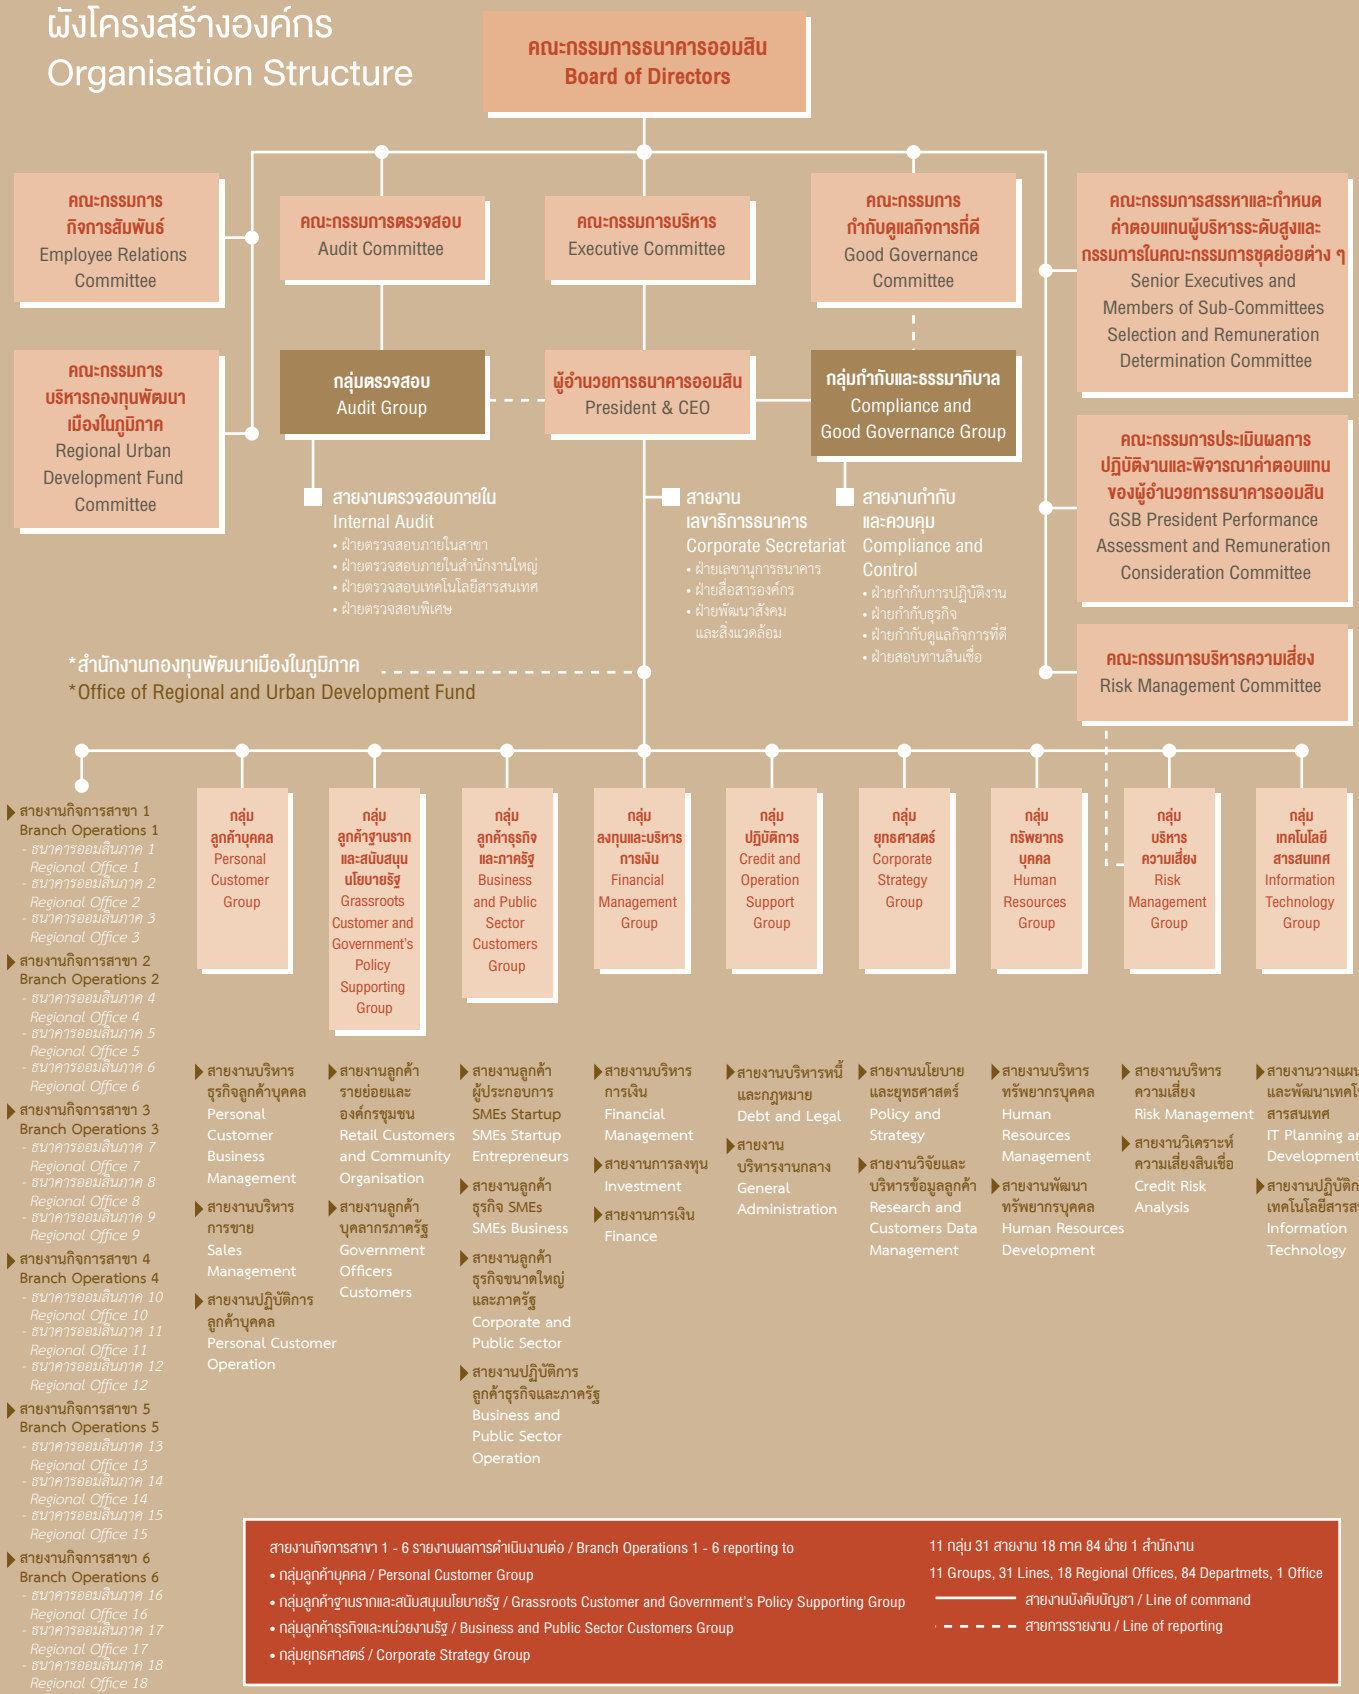 ผังโครงสร้างองค์กร
Organisation Structure
คณะกรรมการธนาคารออมสิน
Board of Directors
คณะกรรมการ
กิจการสัมพันธ์
Employee Relations
Committee
คณะกรรมการตรวจสอบ
Audit Committee
คณะกรรมการบริหาร
Executive Committee
คณะกรรมการ
กำกับดูแลกิจการที่ดี
Good Governance
Committee
คณะกรรมการสรรหาและกำหนด
ค่าตอบแทนผู้บริหารระดับสูงและ
กรรมการในคณะกรรมการชุดย่อยต่าง ๆ
Senior Executives and
Members of Sub-Committees
Selection and Remuneration
Determination Committee
คณะกรรมการ
บริหารกองทุนพัฒนา
เมืองในภูมิภาค
Regional Urban
Development Fund
Committee
กลุ่มตรวจสอบ
Audit Group
ผู้อำนวยการธนาคารออมสิน
President & CEO
กลุ่มกำกับและธรรมาภิบาล
Compliance and
Good Governance Group
คณะกรรมการประเมินผลการ
ปฏิบัติงานและพิจารณาค่าตอบแทน
ของผู้อำนวยการธนาคารออมสิน
GSB President Performance
Assessment and Remuneration
Consideration Committee
สายงานตรวจสอบภายใน
Internal Audit
• ฝ่ายตรวจสอบภายในสาขา
• ฝ่ายตรวจสอบภายในสำนักงานใหญ่
• ฝ่ายตรวจสอบเทคโนโลยีสารสนเทศ
• ฝ่ายตรวจสอบพิเศษ
สายงาน
เลขาธิการธนาคาร
Corporate Secretariat
• ฝ่ายเลขานุการธนาคาร
• ฝ่ายสื่อสารองค์กร
• ฝ่ายพัฒนาสังคม
และสิ่งแวดล้อม
สายงานกำกับ
และควบคุม
Compliance and
Control
• ฝ่ายกำกับการปฏิบัติงาน
• ฝ่ายกำกับธุรกิจ
• ฝ่ายกำกับดูแลกิจการที่ดี
• ฝ่ายสอบทานสินเชื่อ
คณะกรรมการบริหารความเสี่ยง
Risk Management Committee
*สำนักงานกองทุนพัฒนาเมืองในภูมิภาค
*Office of Regional and Urban Development Fund
สายงานกิจการสาขา 1
Branch Operations 1
- ธนาคารออมสินภาค 1
Regional Office 1
- ธนาคารออมสินภาค 2
Regional Office 2
- ธนาคารออมสินภาค 3
Regional Office 3
สายงานกิจการสาขา 2
Branch Operations 2
- ธนาคารออมสินภาค 4
Regional Office 4
- ธนาคารออมสินภาค 5
Regional Office 5
- ธนาคารออมสินภาค 6
Regional Office 6
สายงานกิจการสาขา 3
Branch Operations 3
- ธนาคารออมสินภาค 7
Regional Office 7
- ธนาคารออมสินภาค 8
Regional Office 8
- ธนาคารออมสินภาค 9
Regional Office 9
สายงานกิจการสาขา 4
Branch Operations 4
- ธนาคารออมสินภาค 10
Regional Office 10
- ธนาคารออมสินภาค 11
Regional Office 11
- ธนาคารออมสินภาค 12
Regional Office 12
สายงานกิจการสาขา 5
Branch Operations 5
- ธนาคารออมสินภาค 13
Regional Office 13
- ธนาคารออมสินภาค 14
Regional Office 14
- ธนาคารออมสินภาค 15
Regional Office 15
สายงานกิจการสาขา 6
Branch Operations 6
- ธนาคารออมสินภาค 16
Regional Office 16
- ธนาคารออมสินภาค 17
Regional Office 17
- ธนาคารออมสินภาค 18
Regional Office 18
กลุ่ม
ลูกค้าบุคคล
Personal
Customer
Group
กลุ่ม
ลูกค้าฐานราก
และสนับสนุน
นโยบายรัฐ
Grassroots
Customer and
Government's
Policy
Supporting
Group
กลุ่ม
ลูกค้าธุรกิจ
และภาครัฐ
Business
and Public
Sector
Customers
Group
กลุ่ม
ลงทุนและบริหาร
การเงิน
Financial
Management
Group
กลุ่ม
ปฏิบัติการ
Credit and
Operation
Support
Group
กลุ่ม
ยุทธศาสตร์
Corporate
Strategy
Group
กลุ่ม
ทรัพยากร
บุคคล
Human
Resources
Group
กลุ่ม
บริหาร
ความเสี่ยง
Risk
Management
Group
กลุ่ม
เทคโนโลยี
สารสนเทศ
Information
Technology
Group
สายงานบริหาร
ธุรกิจลูกค้าบุคคล
Personal
Customer
Business
Management
สายงานบริหาร
การขาย
Sales
Management
สายงานปฏิบัติการ
ลูกค้าบุคคล
Personal Customer
Operation
สายงานลูกค้า
รายย่อยและ
องค์กรชุมชน
Retail Customers
and Community
Organisation
สายงานลูกค้า
บุคลากรภาครัฐ
Government
Officers
Customers
สายงานลูกค้า
ผู้ประกอบการ
SMEs Startup
SMEs Startup
Entrepreneurs
สายงานลูกค้า
ธุรกิจ SMEs
SMEs Business
สายงานลูกค้า
ธุรกิจขนาดใหญ่
และภาครัฐ
Corporate and
Public Sector
สายงานปฏิบัติการ
ลูกค้าธุรกิจและภาครัฐ
Business and
Public Sector
Operation
สายงานบริหาร
การเงิน
Financial
Management
สายงานการลงทุน
Investment
สายงานการเงิน
Finance
สายงานบริหารหนี้
และกฎหมาย
Debt and Legal
สายงาน
บริหารงานกลาง
General
Administration
สายงานนโยบาย
และยุทธศาสตร์
Policy and
Strategy
สายงานวิจัยและ
บริหารข้อมูลลูกค้า
Research and
Customers Data
Management
สายงานบริหาร
ทรัพยากรบุคคล
Human
Resources
Management
สายงานพัฒนา
ทรัพยากรบุคคล
Human Resources
Development
สายงานบริหาร
ความเสี่ยง
Risk Management
สายงานวิเคราะห์
ความเสี่ยงสินเชื่อ
Credit Risk
Analysis
สายงานวางแผน
และพัฒนาเทคโ
สารสนเทศ
IT Planning an
Development
สายงานปฏิบัติก
เทคโนโลยีสารส
Information
Technology
สายงานกิจการสาขา 1 - 6 รายงานผลการดำเนินงานต่อ / Branch Operations 1 - 6 reporting to
• กลุ่มลูกค้าบุคคล / Personal Customer Group
• กลุ่มลูกค้าฐานรากและสนับสนุนนโยบายรัฐ / Grassroots Customer and Government's Policy Supporting Group
• กลุ่มลูกค้าธุรกิจและหน่วยงานรัฐ / Business and Public Sector Customers Group
• กลุ่มยุทธศาสตร์ / Corporate Strategy Group
11 กลุ่ม 31 สายงาน 18 ภาค 84 ฝ่าย 1 สำนักงาน
11 Groups, 31 Lines, 18 Regional Offices, 84 Departmets, 1 Office
สายงานบังคับบัญชา / Line of command
สายการรายงาน / Line of reporting